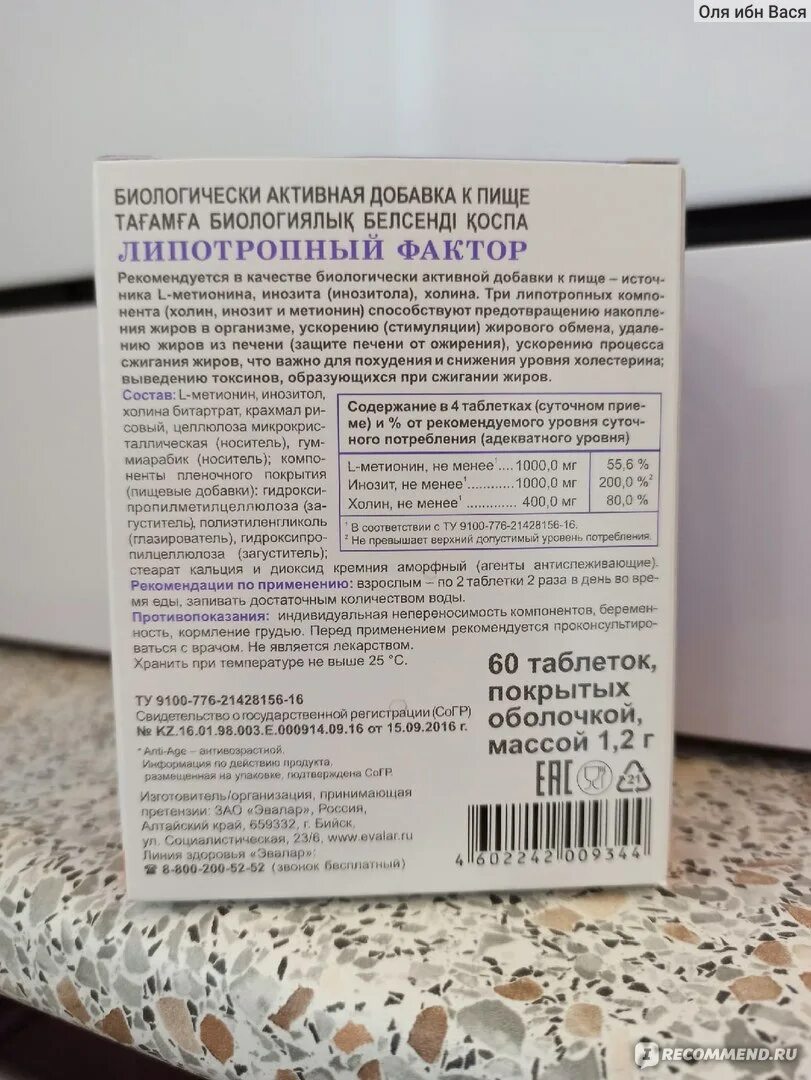 Оля ибн Вася
БИОЛОГИЧЕСКИ АКТИВНАЯ ДОБАВКА К ПИЩЕ
ТАҒАМҒА БИОЛОГИЯЛЫҚ БЕЛСЕНДІ ҚОСПА
ЛИПОТРОПНЫЙ ФАКТОР
Рекомендуется в качестве биологически активной добавки к пище – источ-
ника L-метионина, инозита (инозитола), холина. Три липотропных компо-
нента (холин, инозит и метионин) способствуют предотвращению накопле-
ния жиров в организме, ускорению (стимуляции) жирового обмена, удале-
нию жиров из печени (защите печени от ожирения), ускорению процесса
сжигания жиров, что важно для похудения и снижения уровня холестерина;
выведению токсинов, образующихся при сжигании жиров.
Состав: L-метионин, инозитол,
холина битартрат, крахмал ри-
совый, целлюлоза микрокрис-
таллическая (носитель), гум-
миарабик (носитель); компо-
ненты пленочного покрытия
(пищевые добавки): гидрокси-
пропилметилцеллюлоза (за-
густитель), полиэтиленгликоль
(глазирователь), гидроксипро-
пилцеллюлоза (загуститель);
стеарат кальция и диоксид кремния аморфный (агенты антислеживающие).
Содержание в 4 таблетках (суточном прие-
ме) и % от рекомендуемого уровня суточ-
ного потребления (адекватного уровня)
L-метионин, не менее¹.... 1000,0 мг 55,6 %
Инозит, не менее¹............ 1000,0 мг 200,0 %²
Холин, не менее¹ ............... 400,0 мг 80,0 %
¹ В соответствии с ТУ 9100-776-21428156-16.
² Не превышает верхний допустимый уровень потребления.
Рекомендации по применению: взрослым – по 2 таблетки 2 раза в день во вре-
мя еды, запивать достаточным количеством воды.
Противопоказания: индивидуальная непереносимость компонентов, беремен-
ность, кормление грудью. Перед применением рекомендуется проконсультиро-
ваться с врачом. Не является лекарством.
Хранить при температуре не выше 25 °С.
60 таблеток,
покрытых
оболочкой,
массой 1,2 г
ТУ 9100-776-21428156-16
Свидетельство о государственной регистрации (СоГР)
№ KZ.16.01.98.003.E.000914.09.16 от 15.09.2016 г.
* Anti-Age – антивозрастной.
Информация по действию продукта,
размещенная на упаковке, подтверждена СоГР.
Изготовитель/организация, принимающая
претензии: ЗАО «Эвалар», Россия,
Алтайский край, 659332, г. Бийск,
ул. Социалистическая, 23/6, www.evalar.ru
Линия здоровья «Эвалар»:
☎ 8-800-200-52-52 (звонок бесплатный)
EAC 21
4 602242 009344
IRECOMMEND.RU